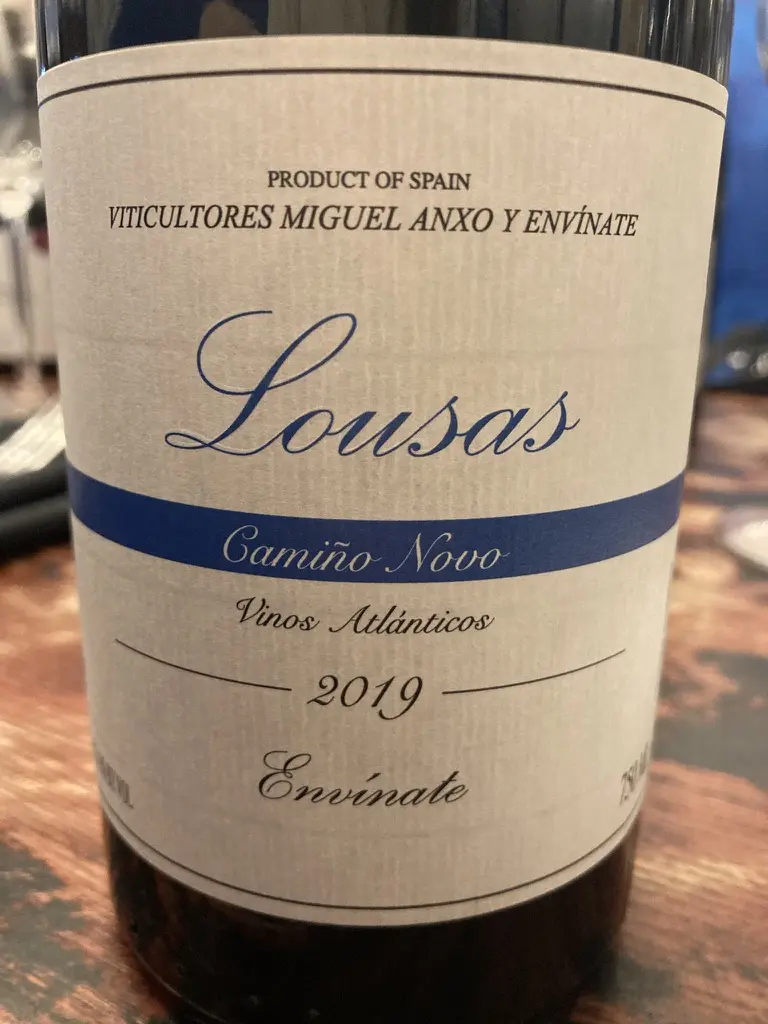 PRODUCT OF SPAIN
VITICULTORES MIGUEL ANXO Y ENVÍNATE
Lousas
Camiño Novo
Vinos Atlánticos
2019
Envínate